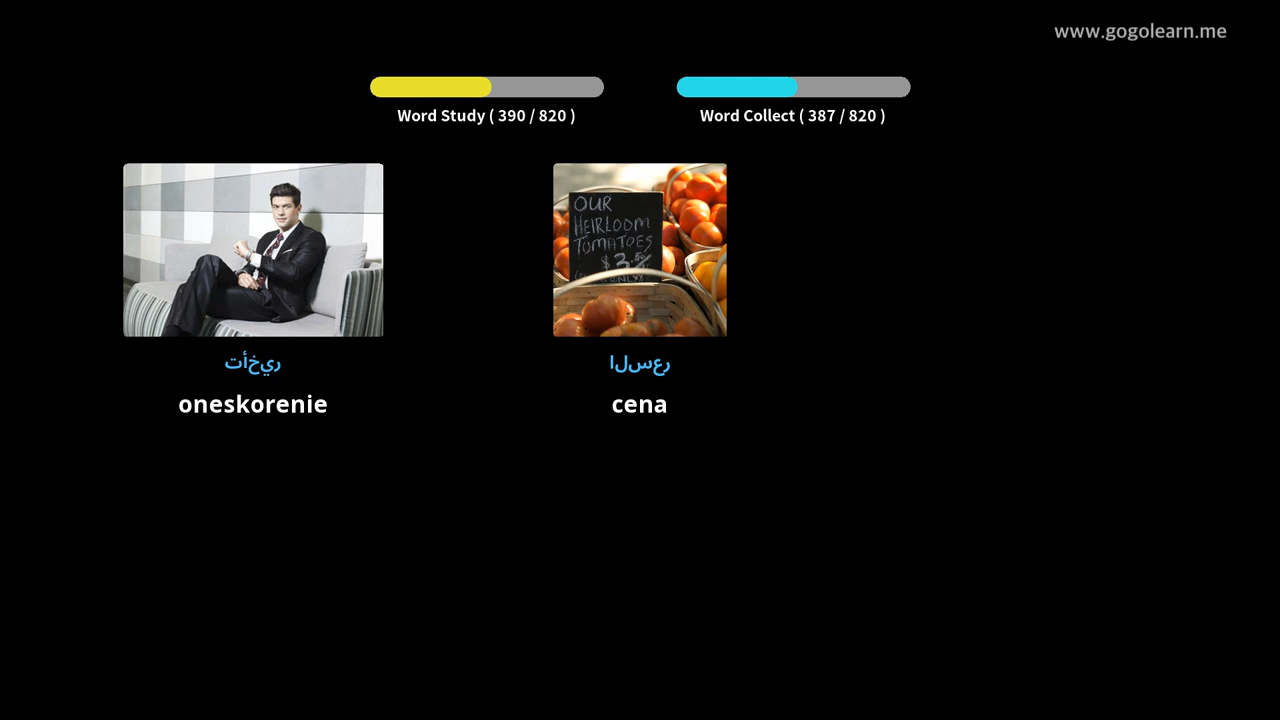 www.gogolearn.me
Word Study ( 390 / 820 )
Word Collect ( 387 / 820 )
OUR
HEIRLOOM
TOMATOES
تأخير
السعر
oneskorenie
cena